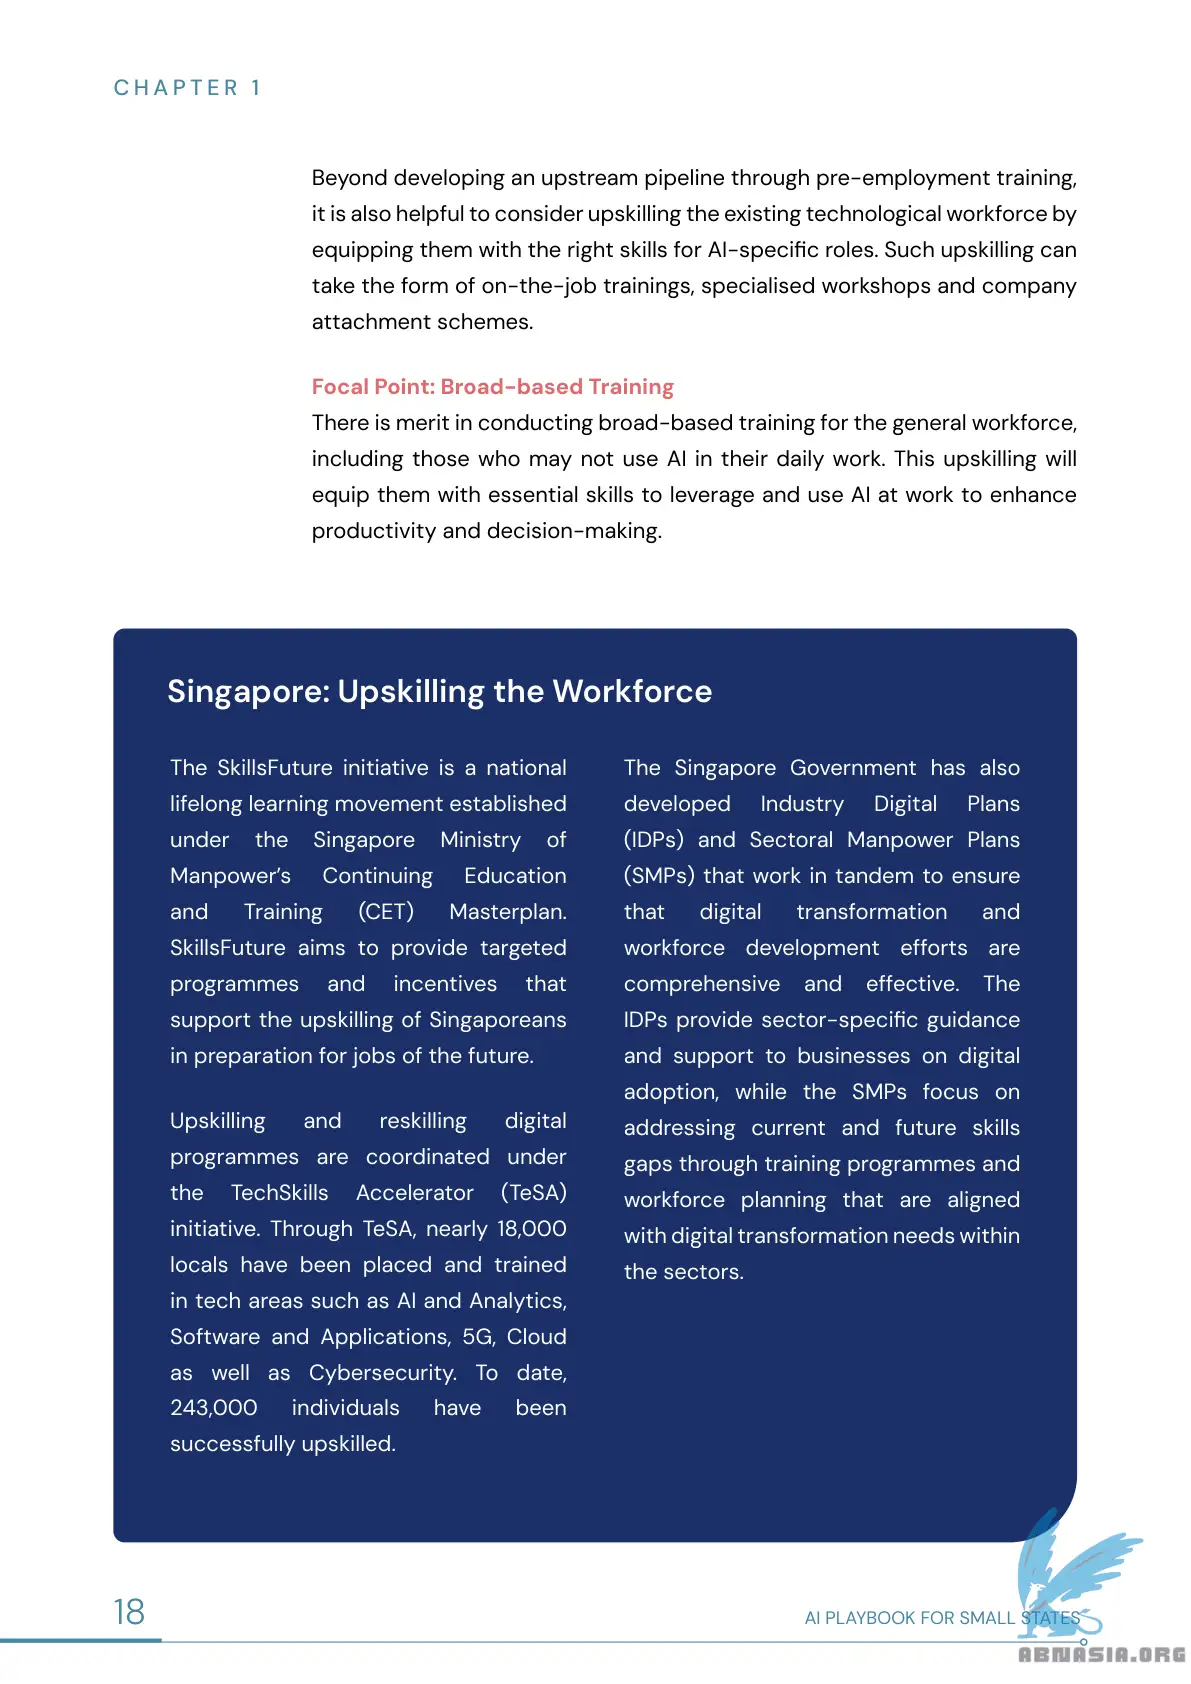 CHAPTER 1
Beyond developing an upstream pipeline through pre-employment training,
it is also helpful to consider upskilling the existing technological workforce by
equipping them with the right skills for AI-specific roles. Such upskilling can
take the form of on-the-job trainings, specialised workshops and company
attachment schemes.
Focal Point: Broad-based Training
There is merit in conducting broad-based training for the general workforce,
including those who may not use AI in their daily work. This upskilling will
equip them with essential skills to leverage and use AI at work to enhance
productivity and decision-making.
Singapore: Upskilling the Workforce
The SkillsFuture initiative is a national
lifelong learning movement established
under the Singapore Ministry of
Manpower's Continuing Education
and Training (CET) Masterplan.
SkillsFuture aims to provide targeted
programmes and incentives that
support the upskilling of Singaporeans
in preparation for jobs of the future.
Upskilling and reskilling digital
programmes are coordinated under
the TechSkills Accelerator (TeSA)
initiative. Through TeSA, nearly 18,000
locals have been placed and trained
in tech areas such as AI and Analytics,
Software and Applications, 5G, Cloud
as well as Cybersecurity. To date,
243,000 individuals have been
successfully upskilled.
The Singapore Government has also
developed Industry Digital Plans
(IDPs) and Sectoral Manpower Plans
(SMPs) that work in tandem to ensure
that digital transformation and
workforce development efforts are
comprehensive and effective. The
IDPs provide sector-specific guidance
and support to businesses on digital
adoption, while the SMPs focus on
addressing current and future skills
gaps through training programmes and
workforce planning that are aligned
with digital transformation needs within
the sectors.
18
AI PLAYBOOK FOR SMALL STATES
ABNASIA.ORG